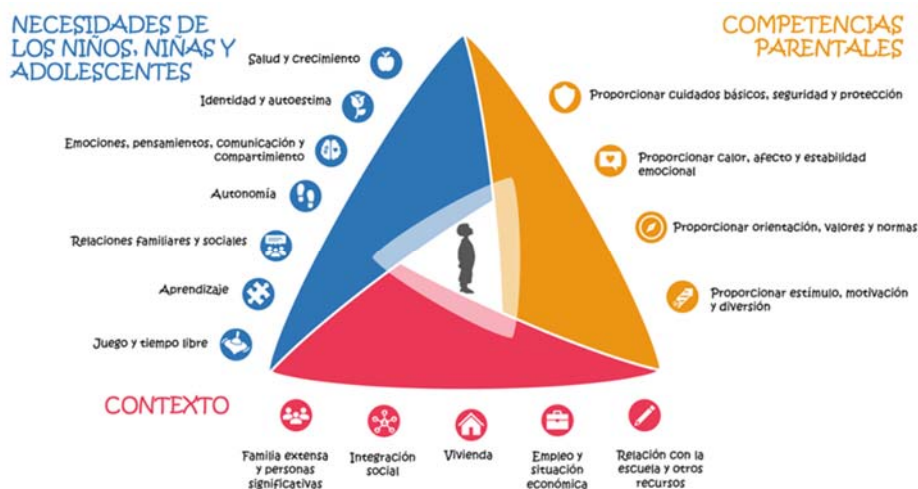 NECESIDADES DE
LOS NIÑOS, NIÑAS Y
ADOLESCENTES
Salud y crecimiento
Identidad y autoestima
Emociones, pensamientos, comunicación y
compartimiento
Autonomía
Relaciones familiares y sociales
Aprendizaje
Juego y tiempo libre
COMPETENCIAS
PARENTALES
Proporcionar cuidados básicos, seguridad y protección
Proporcionar calor, afecto y estabilidad
emocional
Proporcionar orientación, valores y normas
Proporcionar estímulo, motivación
y diversión
CONTEXTO
Familia extensa
y personas
significativas
Integración
social
Vivienda
Empleo y
situación
económica
Relación con la
escuela y otros
recursos